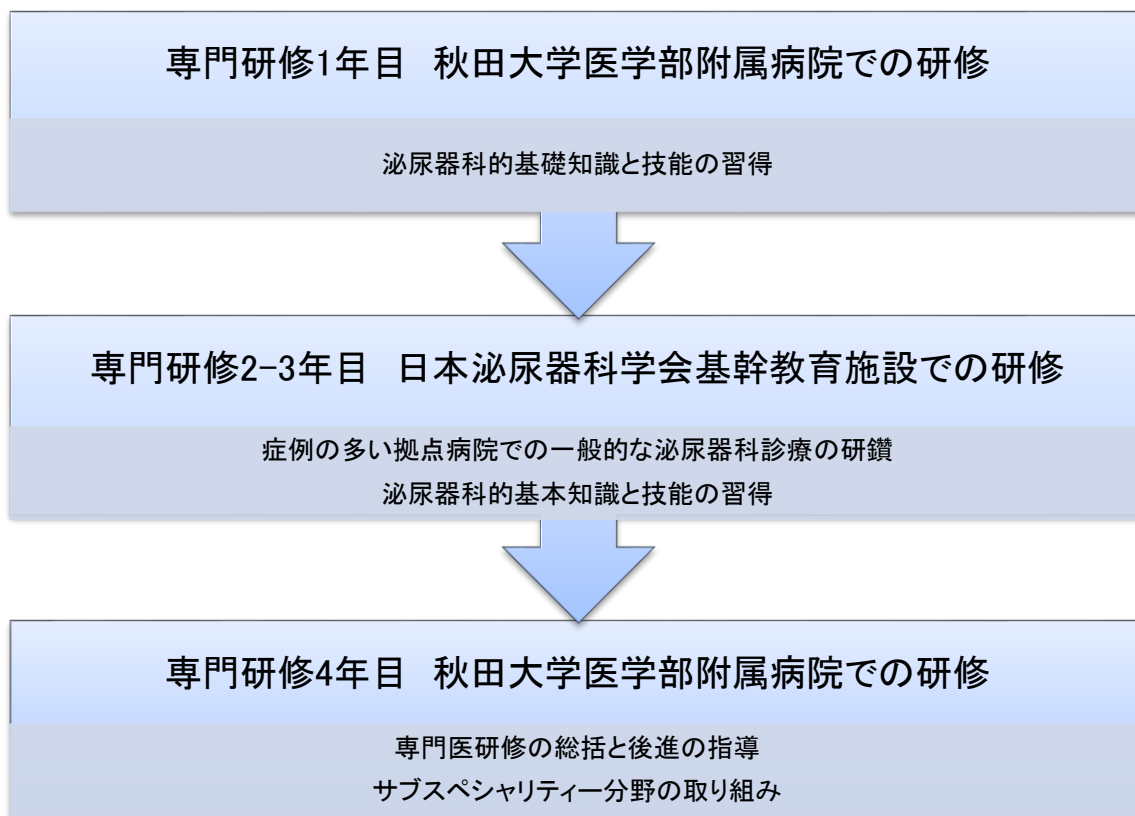 専門研修1年目　秋田大学医学部附属病院での研修
泌尿器科的基礎知識と技能の習得
専門研修2-3年目　日本泌尿器科学会基幹教育施設での研修
症例の多い拠点病院での一般的な泌尿器科診療の研鑽
泌尿器科的基本知識と技能の習得
専門研修4年目　秋田大学医学部附属病院での研修
専門医研修の総括と後進の指導
サブスペシャリティー分野の取り組み